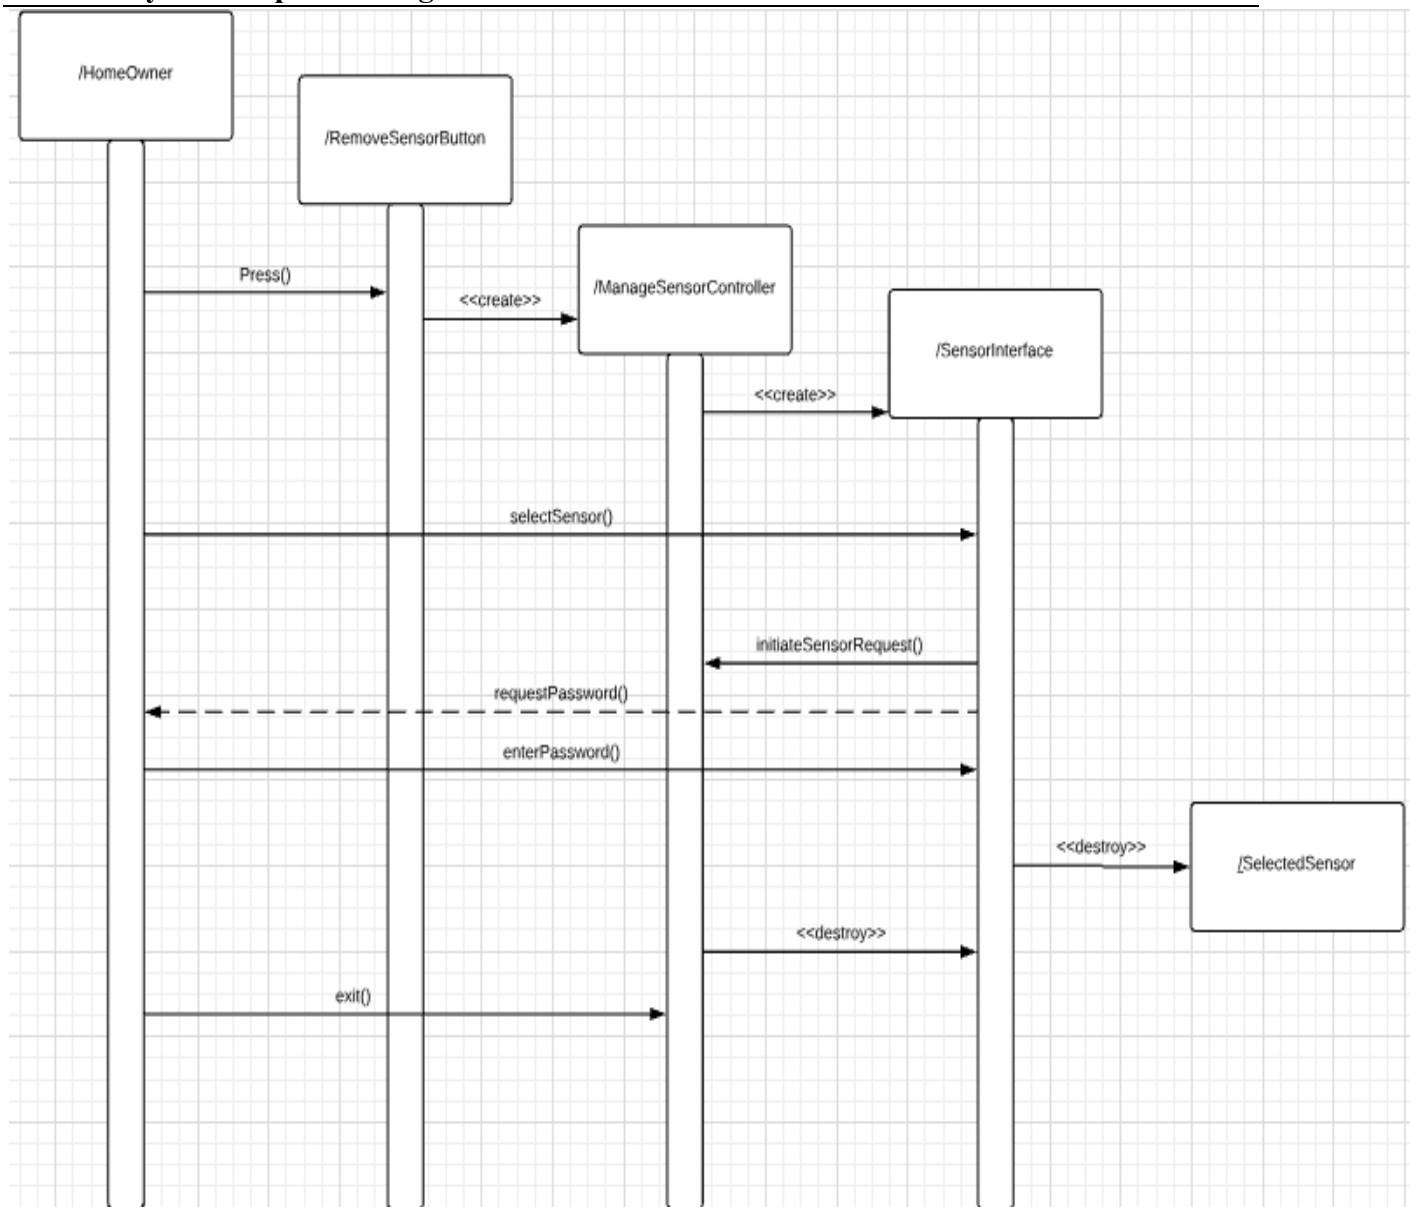 /HomeOwner
/RemoveSensorButton
Press()
<<create>>
/ManageSensorController
/SensorInterface
<<create>>
selectSensor()
initiateSensorRequest()
requestPassword()
enterPassword()
<<destroy>>
/SelectedSensor
<<destroy>>
exit()